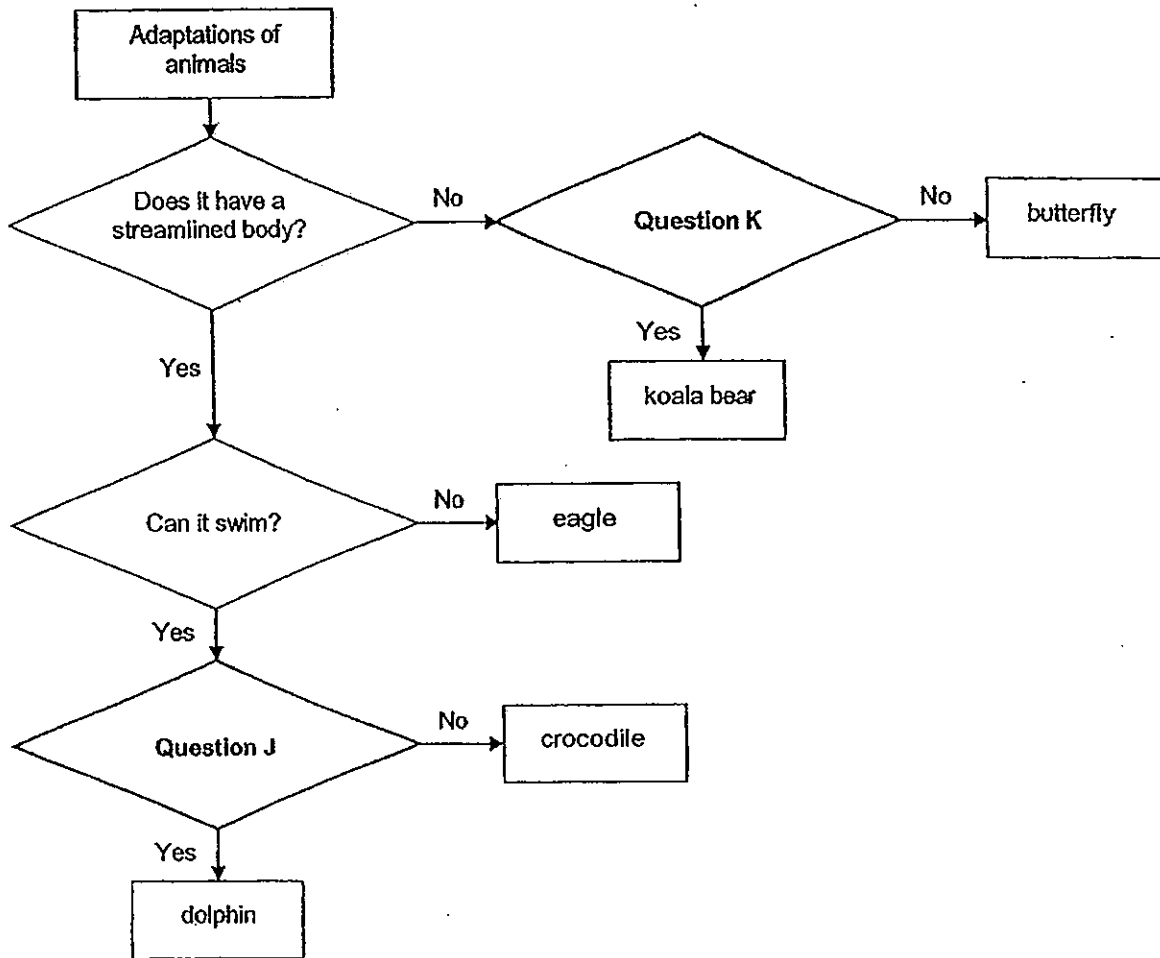 Adaptations of
animals
Does it have a
streamlined body?
No
Question K
No
butterfly
Yes
koala bear
Yes
Can it swim?
No
eagle
Yes
Question J
No
crocodile
Yes
dolphin